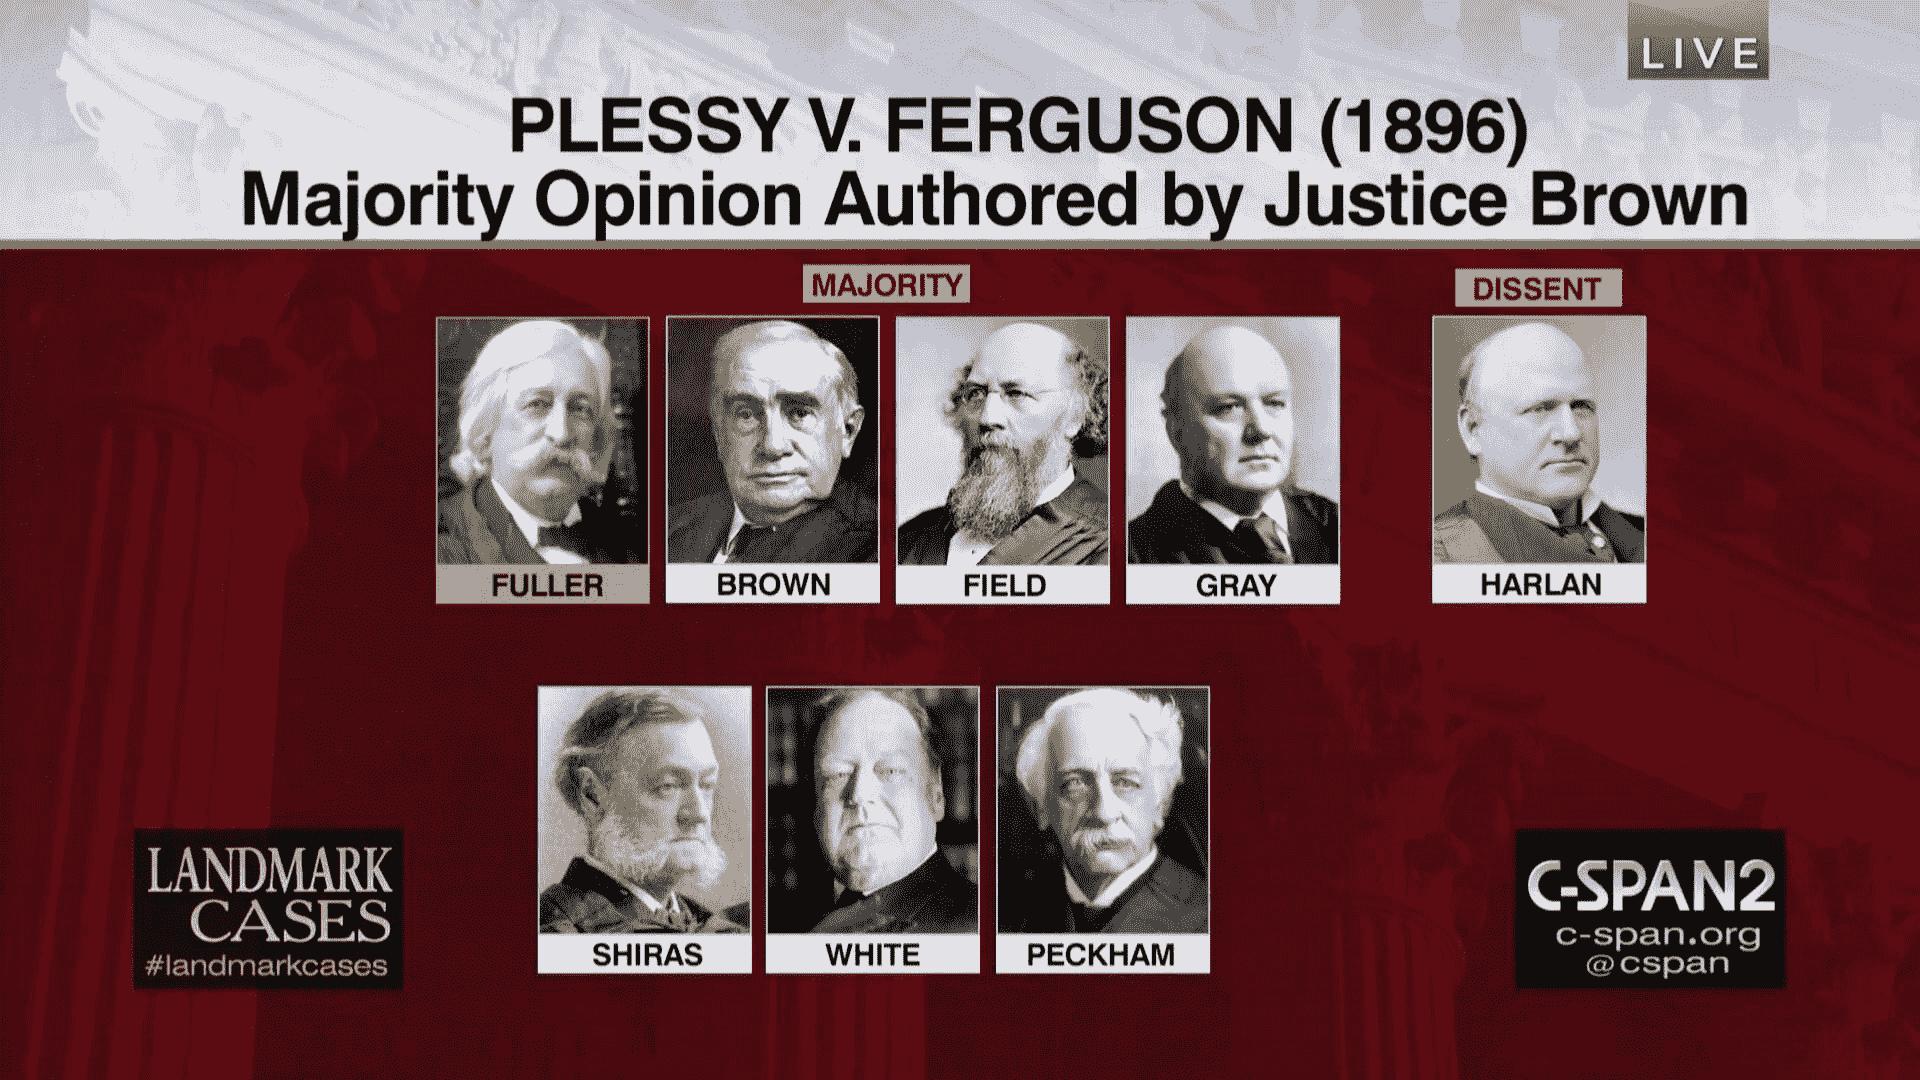 LIVE
PLESSY V. FERGUSON (1896)
Majority Opinion Authored by Justice Brown
MAJORITY
DISSENT
FULLER
BROWN
FIELD
GRAY
HARLAN
SHIRAS
WHITE
PECKHAM
LANDMARK
CASES
#landmarkcases
C-SPAN2
c-span.org
@cspan